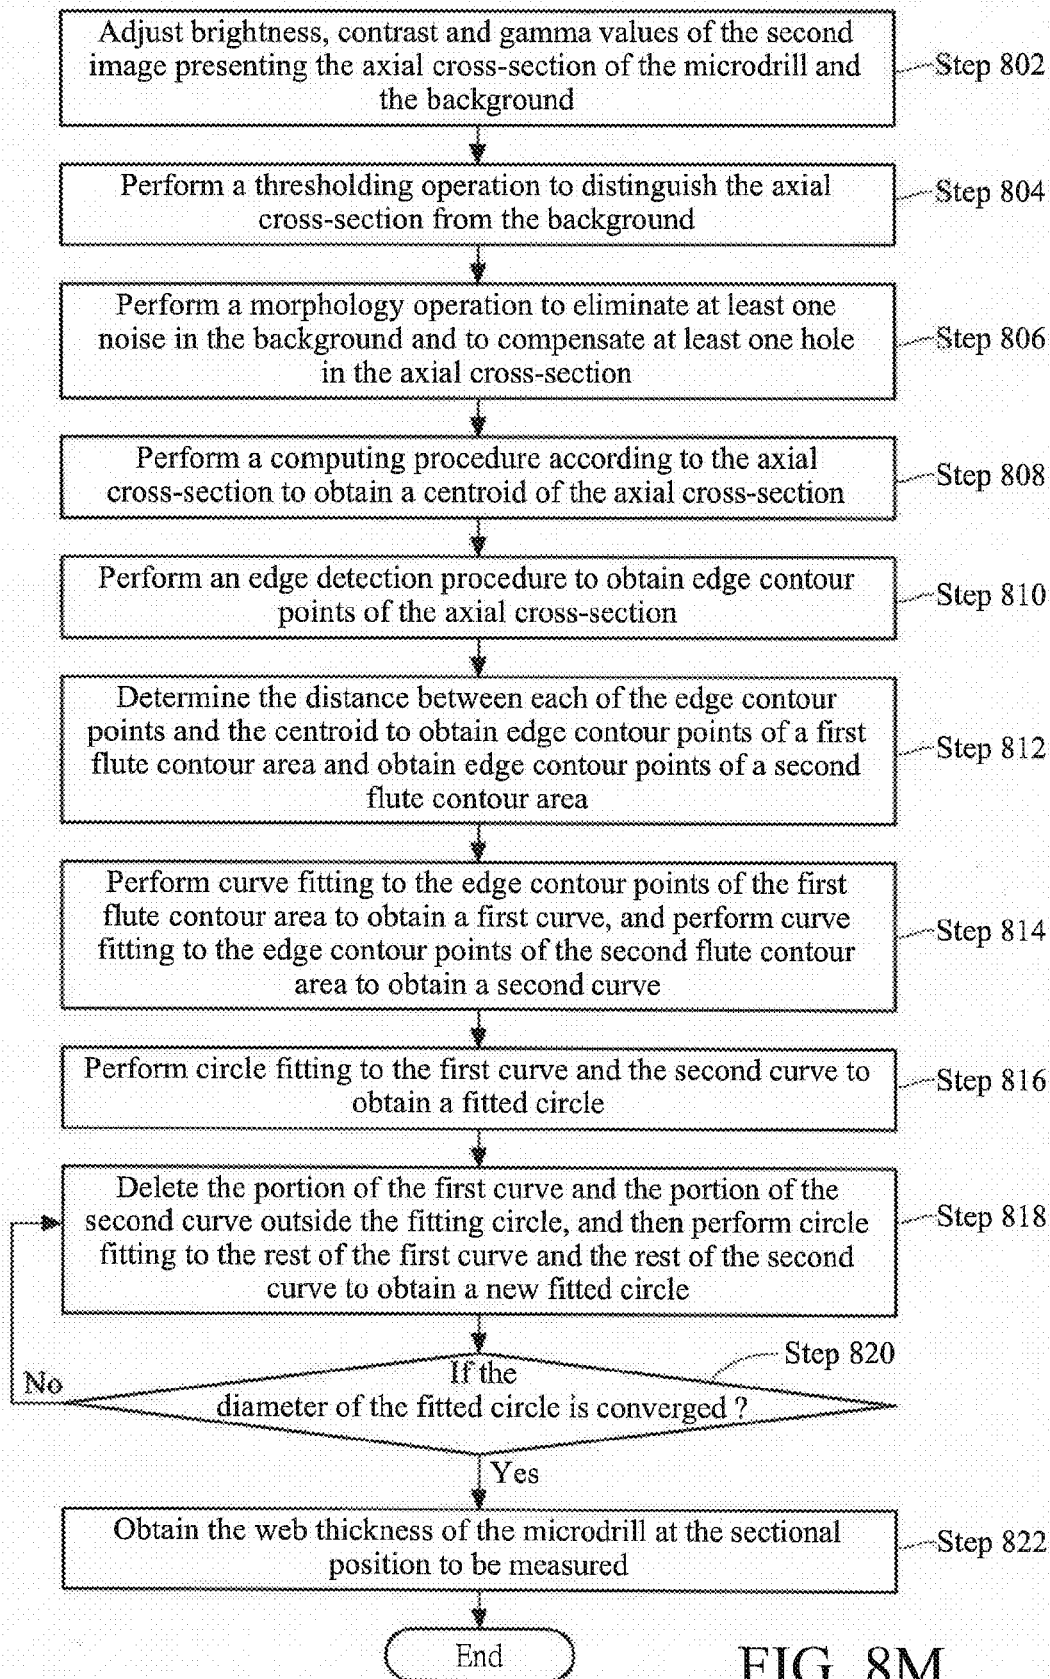 Adjust brightness, contrast and gamma values of the second
image presenting the axial cross-section of the microdrill and
the background
Step 802
Perform a thresholding operation to distinguish the axial
cross-section from the background
Step 804
Perform a morphology operation to eliminate at least one
noise in the background and to compensate at least one hole
in the axial cross-section
Step 806
Perform a computing procedure according to the axial
cross-section to obtain a centroid of the axial cross-section
Step 808
Perform an edge detection procedure to obtain edge contour
points of the axial cross-section
Step 810
Determine the distance between each of the edge contour
points and the centroid to obtain edge contour points of a first
flute contour area and obtain edge contour points of a second
flute contour area
Step 812
Perform curve fitting to the edge contour points of the first
flute contour area to obtain a first curve, and perform curve
fitting to the edge contour points of the second flute contour
area to obtain a second curve
Step 814
Perform circle fitting to the first curve and the second curve to
obtain a fitted circle
Step 816
Delete the portion of the first curve and the portion of the
second curve outside the fitting circle, and then perform circle
fitting to the rest of the first curve and the rest of the second
curve to obtain a new fitted circle
Step 818
If the
diameter of the fitted circle is converged ?
Step 820
No
Yes
Obtain the web thickness of the microdrill at the sectional
position to be measured
Step 822
End
FIG. 8M